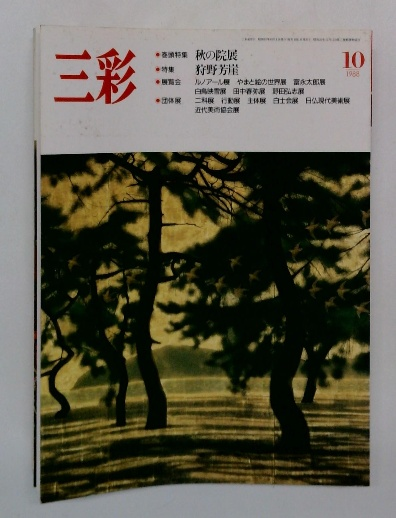 三彩
●巻頭特集 秋の院展
●特集 狩野芳崖
●展覧会 ルノアール展 やまと絵の世界展 富永太郎展
白鳥映雪展 田中春弥展 野田弘志展
●団体展 二科展 行動展 主体展 白士会展 日仏現代美術展
近代美術協会展
10
1988